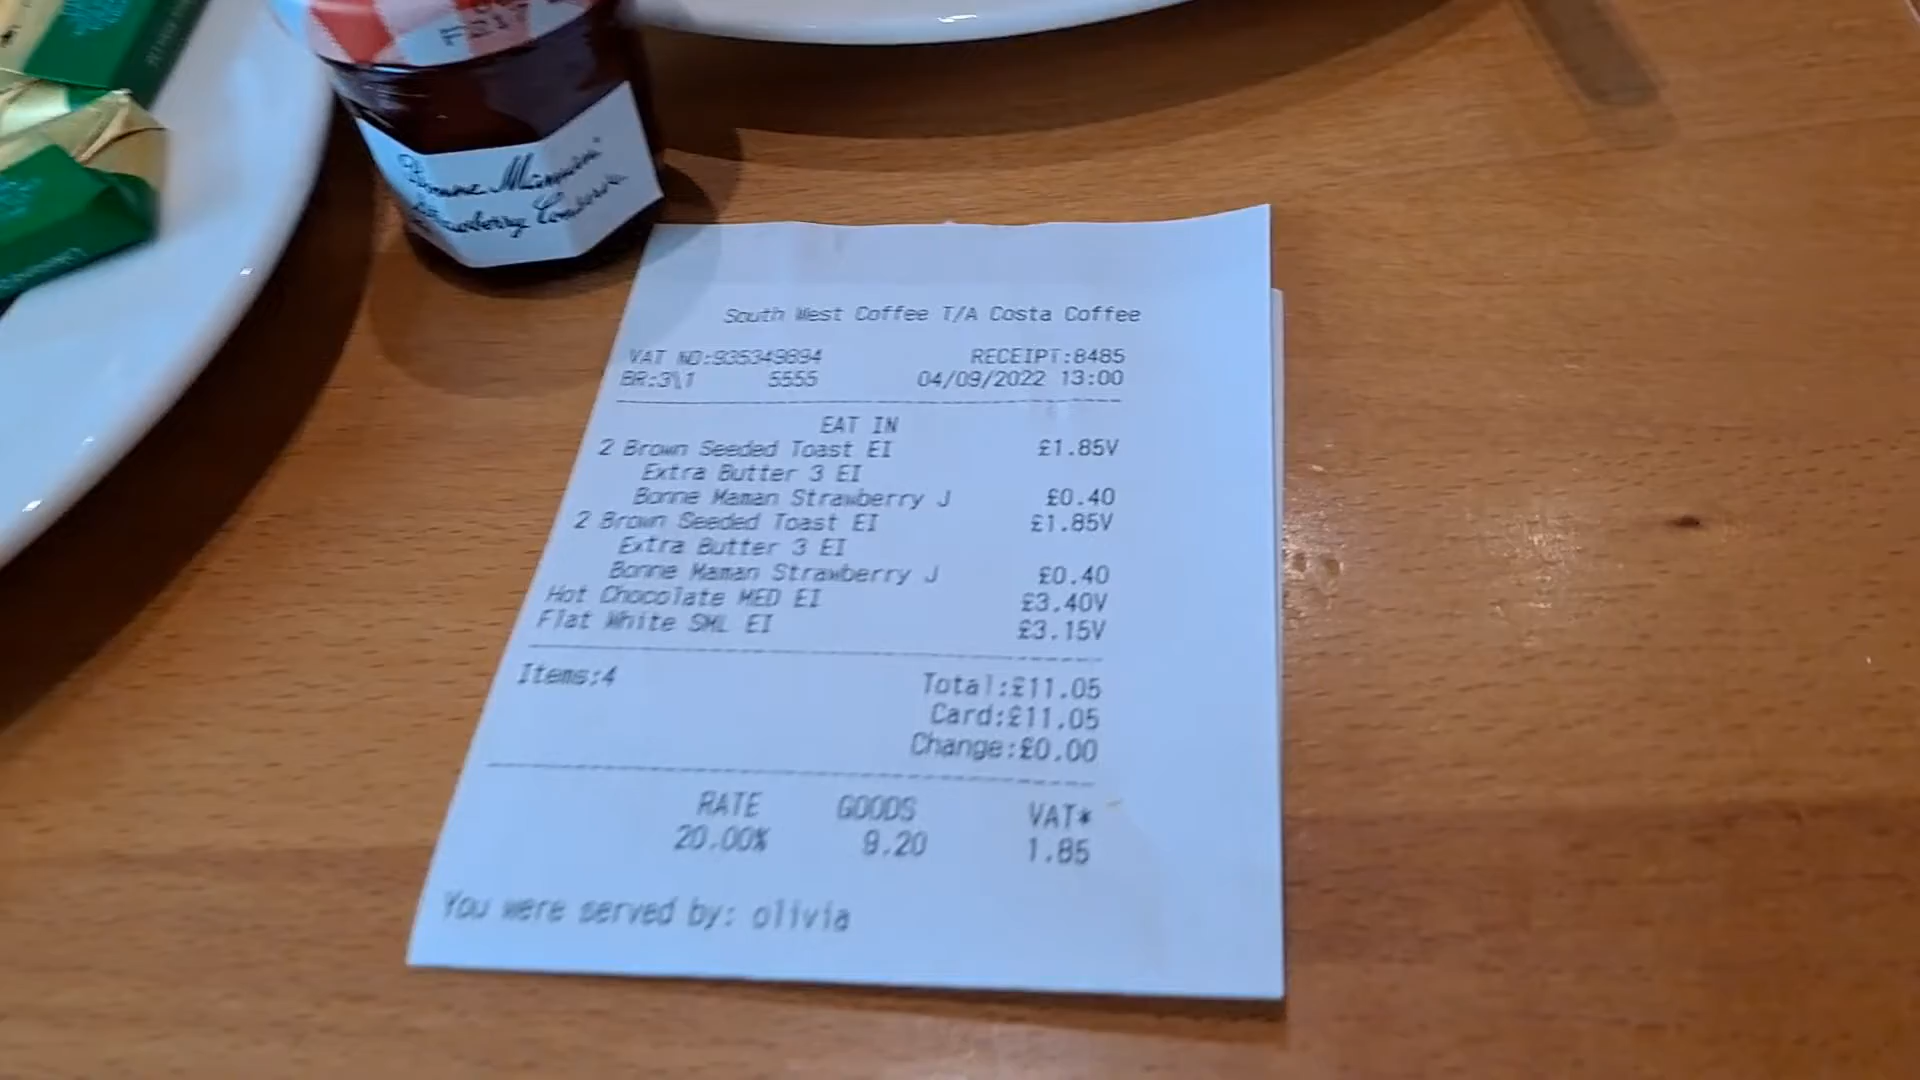 F217
Bonne Maman
Strawberry Conserve
South West Coffee T/A Costa Coffee
VAT NO:935349894 RECEIPT:8485
BR:3\1 5555 04/09/2022 13:00
EAT IN
2 Brown Seeded Toast EI £1.85V
Extra Butter 3 EI
Bonne Maman Strawberry J £0.40
2 Brown Seeded Toast EI £1.85V
Extra Butter 3 EI
Bonne Maman Strawberry J £0.40
Hot Chocolate MED EI £3.40V
Flat White SML EI £3.15V
Items:4 Total:£11.05
Card:£11.05
Change:£0.00
RATE GOODS VAT*
20.00% 9.20 1.85
You were served by: olivia